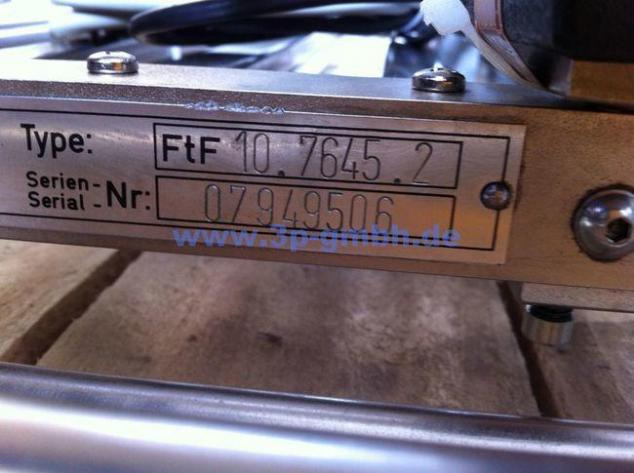 Type: FtF 10.7645.2
Serien-
Serial- Nr: 07949506
www.3p-gmbh.de